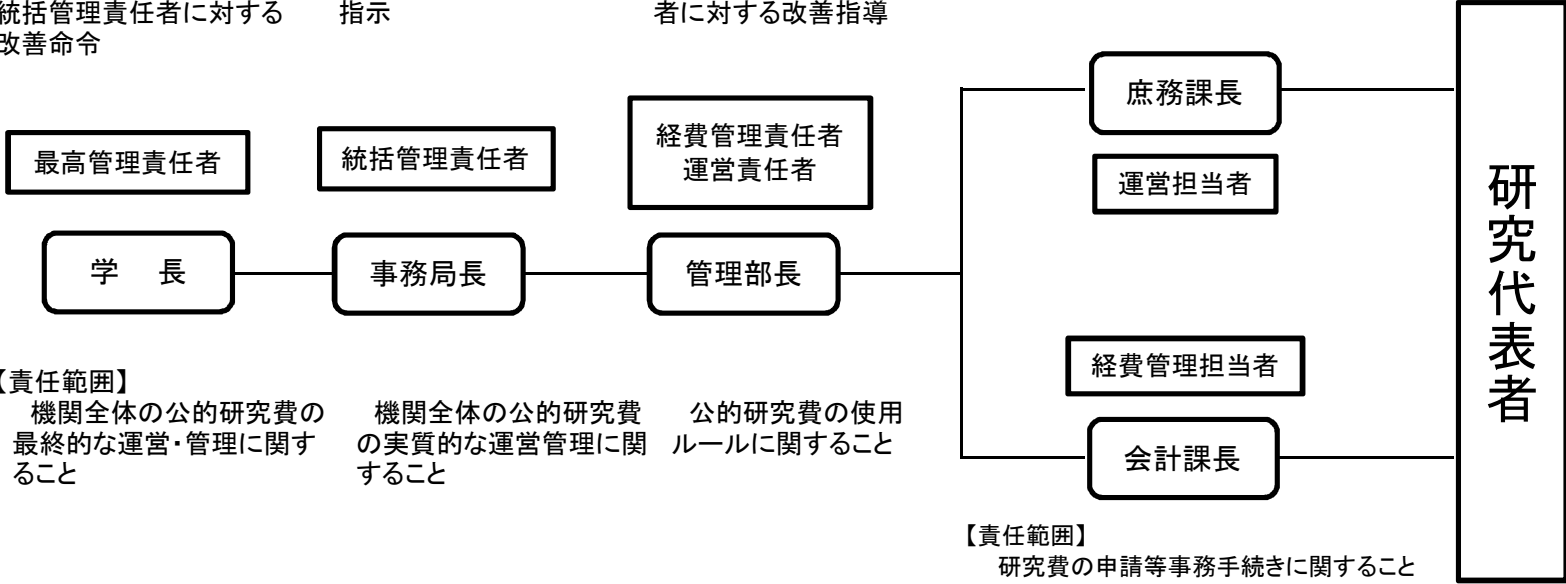 統括管理責任者に対する
改善命令
指示
者に対する改善指導
最高管理責任者
統括管理責任者
経費管理責任者
運営責任者
学 長
事務局長
管理部長
庶務課長
運営担当者
経費管理担当者
会計課長
研究代表者
【責任範囲】
機関全体の公的研究費の
最終的な運営・管理に関す
ること
機関全体の公的研究費
の実質的な運営管理に関
すること
公的研究費の使用
ルールに関すること
【責任範囲】
研究費の申請等事務手続きに関すること